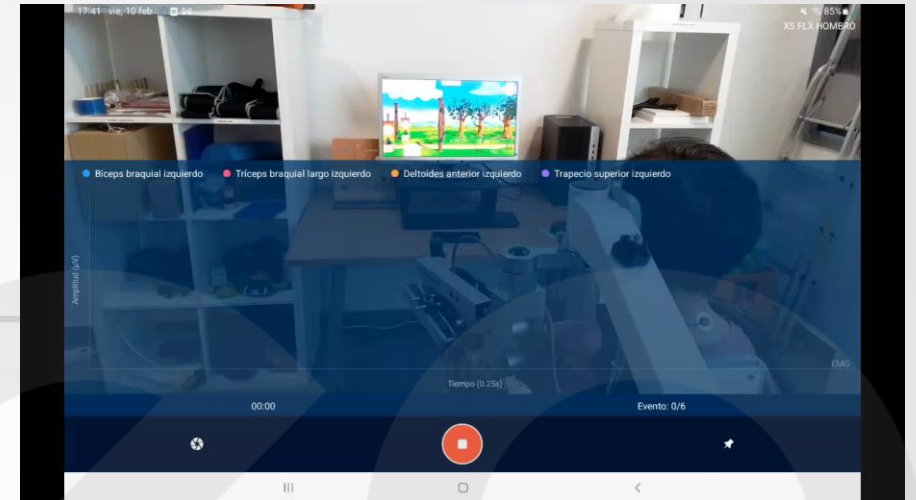 17:41 vie, 10 feb
85%
X5 FLX HOMBRO
Bíceps braquial izquierdo Tríceps braquial largo izquierdo Deltoides anterior izquierdo Trapecio superior izquierdo
Amplitud (μV)
EMG
Tiempo (0.25s)
00:00 Evento: 0/6